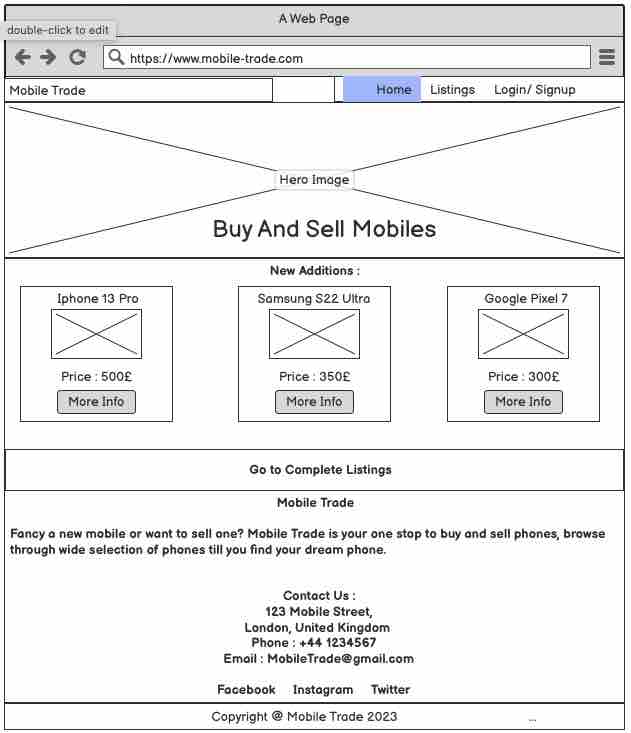 A Web Page
double-click to edit
https://www.mobile-trade.com
Mobile Trade
Home Listings Login/ Signup
Hero Image
Buy And Sell Mobiles
New Additions :
Iphone 13 Pro
Price : 500£
More Info
Samsung S22 Ultra
Price : 350£
More Info
Google Pixel 7
Price : 300£
More Info
Go to Complete Listings
Mobile Trade
Fancy a new mobile or want to sell one? Mobile Trade is your one stop to buy and sell phones, browse
through wide selection of phones till you find your dream phone.
Contact Us :
123 Mobile Street,
London, United Kingdom
Phone : +44 1234567
Email : MobileTrade@gmail.com
Facebook Instagram Twitter
Copyright @ Mobile Trade 2023 ...